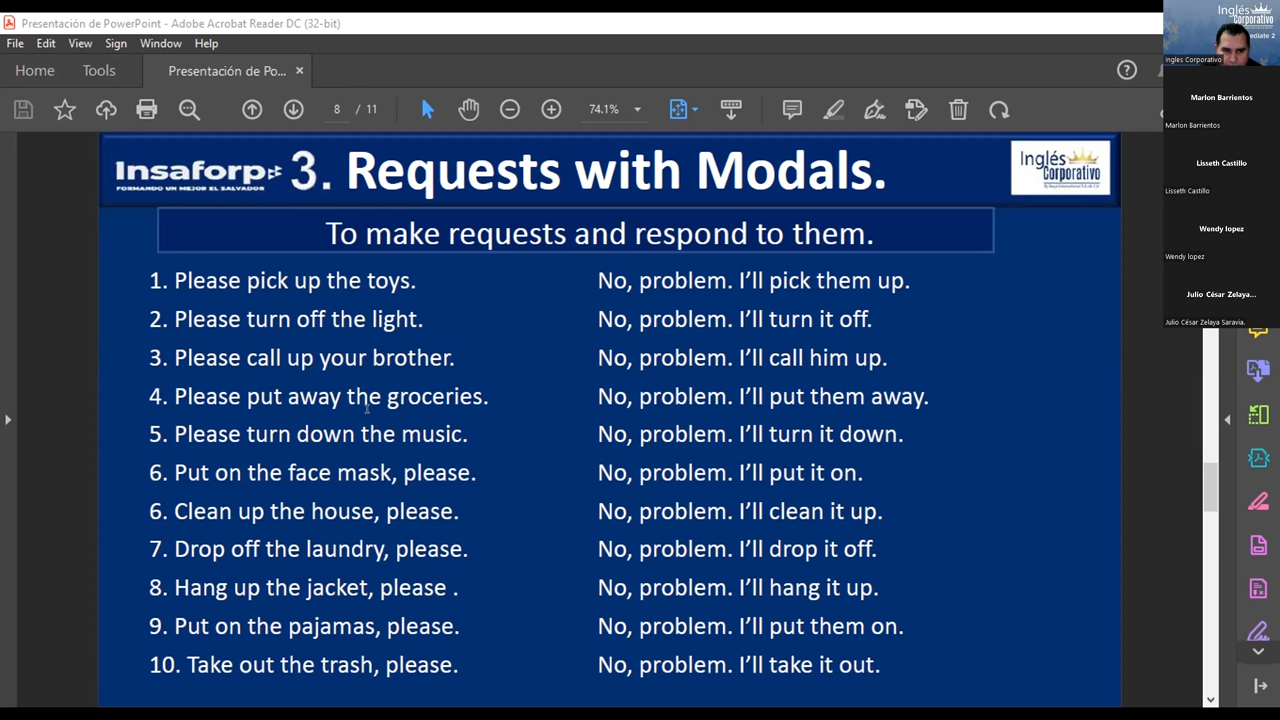 Presentación de PowerPoint - Adobe Acrobat Reader DC (32-bit)
File Edit View Sign Window Help
Home Tools Presentación de Po... ×
8 / 11 74.1%
Insaforp
FORMANDO UN MEJOR EL SALVADOR
3. Requests with Modals.
Inglés
Corporativo
To make requests and respond to them.
1. Please pick up the toys. No, problem. I’ll pick them up.
2. Please turn off the light. No, problem. I’ll turn it off.
3. Please call up your brother. No, problem. I’ll call him up.
4. Please put away the groceries. No, problem. I’ll put them away.
5. Please turn down the music. No, problem. I’ll turn it down.
6. Put on the face mask, please. No, problem. I’ll put it on.
6. Clean up the house, please. No, problem. I’ll clean it up.
7. Drop off the laundry, please. No, problem. I’ll drop it off.
8. Hang up the jacket, please . No, problem. I’ll hang it up.
9. Put on the pajamas, please. No, problem. I’ll put them on.
10. Take out the trash, please. No, problem. I’ll take it out.
Inglés
Corporativo
ediate 2
Ingles Corporativo
Marlon Barrientos
Marlon Barrientos
Lisseth Castillo
Lisseth Castillo
Wendy lopez
Wendy lopez
Julio César Zelaya...
Julio César Zelaya Saravia.